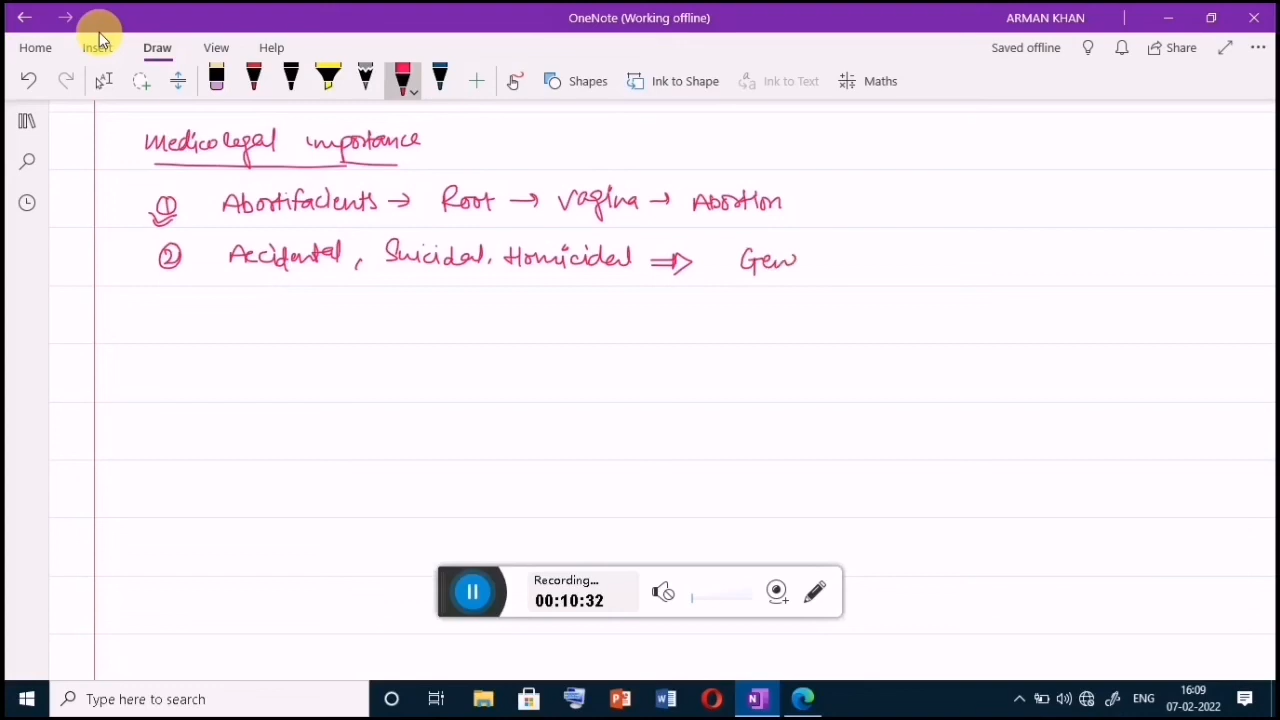 OneNote (Working offline)
ARMAN KHAN
Home Insert Draw View Help
Saved offline
Share
Shapes
Ink to Shape
Ink to Text
Maths
Medicolegal importance
① Abortifacients → Root → Vagina → Abortion
② Accidental, Suicidal, Homicidal ⇒ Gen
Recording...
00:10:32
Type here to search
ENG
16:09
07-02-2022